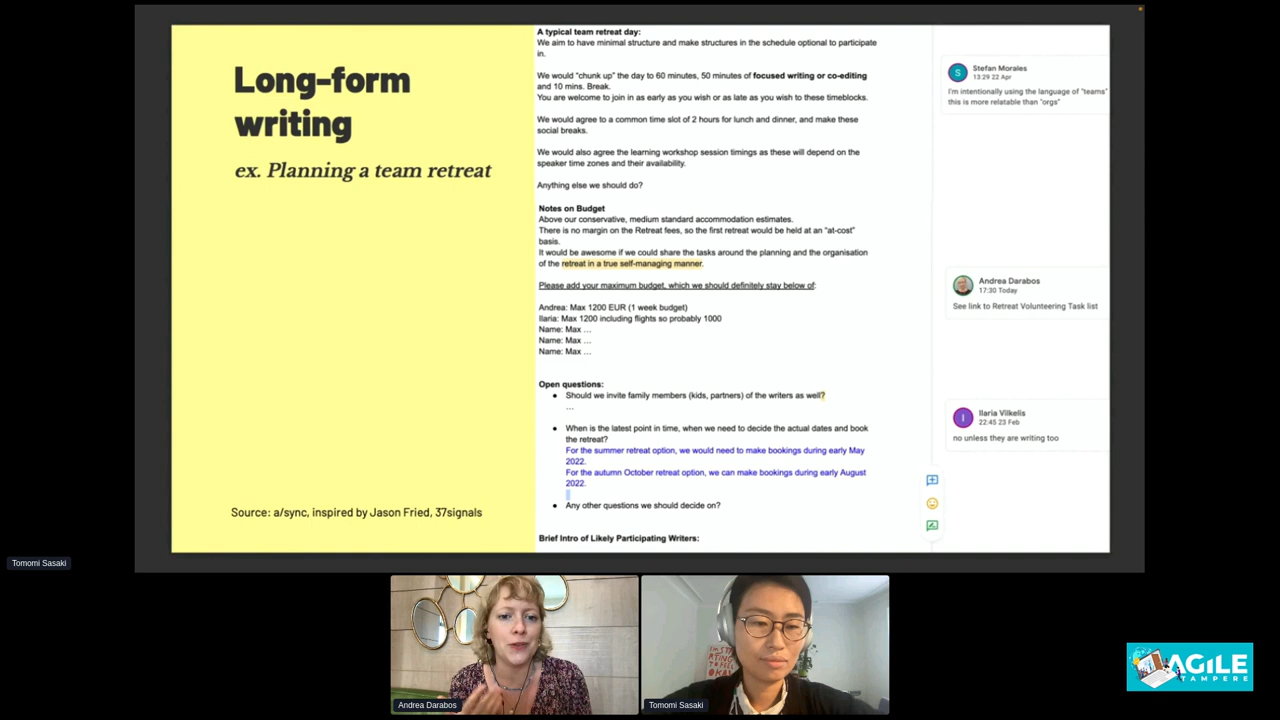 Long-form
writing
ex. Planning a team retreat
Source: a/sync, inspired by Jason Fried, 37signals
A typical team retreat day:
We aim to have minimal structure and make structures in the schedule optional to participate
in.
We would “chunk up” the day to 60 minutes, 50 minutes of focused writing or co-editing
and 10 mins. Break.
You are welcome to join in as early as you wish or as late as you wish to these timeblocks.
We would agree to a common time slot of 2 hours for lunch and dinner, and make these
social breaks.
We would also agree the learning workshop session timings as these will depend on the
speaker time zones and their availability.
Anything else we should do?
Notes on Budget
Above our conservative, medium standard accommodation estimates.
There is no margin on the Retreat fees, so the first retreat would be held at an “at-cost”
basis.
It would be awesome if we could share the tasks around the planning and the organisation
of the retreat in a true self-managing manner.
Please add your maximum budget, which we should definitely stay below of:
Andrea: Max 1200 EUR (1 week budget)
Ilaria: Max 1200 including flights so probably 1000
Name: Max ...
Name: Max ...
Name: Max ...
Open questions:
● Should we invite family members (kids, partners) of the writers as well?
...
● When is the latest point in time, when we need to decide the actual dates and book
the retreat?
For the summer retreat option, we would need to make bookings during early May
2022.
For the autumn October retreat option, we can make bookings during early August
2022.
● Any other questions we should decide on?
Brief Intro of Likely Participating Writers:
S
Stefan Morales
13:29 22 Apr
I'm intentionally using the language of "teams"
this is more relatable than "orgs"
Andrea Darabos
17:30 Today
See link to Retreat Volunteering Task list
I
Ilaria Vilkelis
22:45 23 Feb
no unless they are writing too
Tomomi Sasaki
Andrea Darabos
Tomomi Sasaki
AGILE
TAMPERE